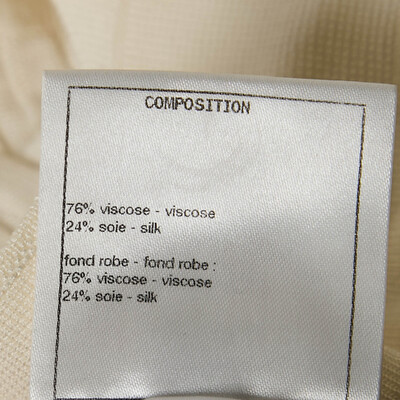 COMPOSITION
76% viscose - viscose
24% soie - silk
fond robe - fond robe :
76% viscose - viscose
24% soie - silk